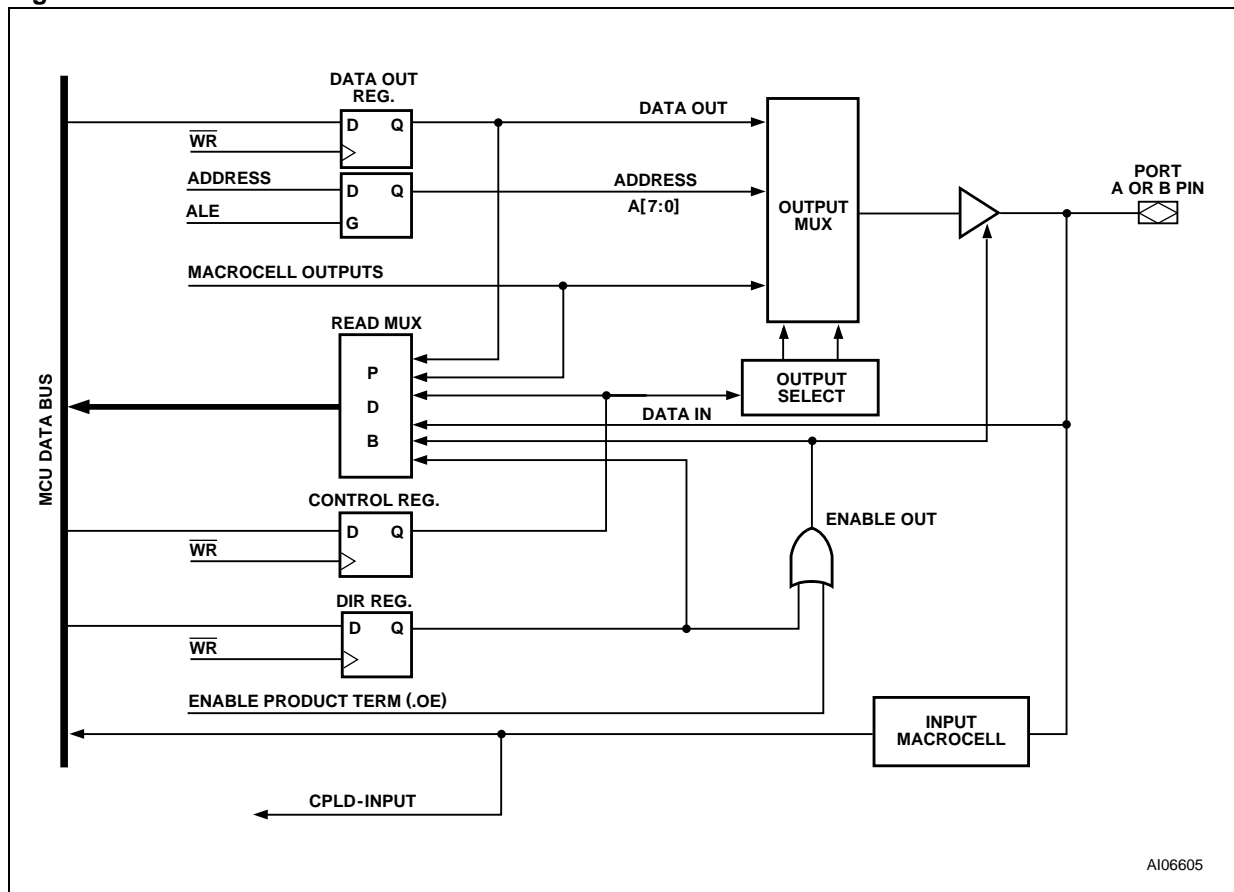 DATA OUT
REG.
D Q
WR
DATA OUT
ADDRESS
D Q
ALE
G
ADDRESS
A[7:0]
OUTPUT
MUX
PORT
A OR B PIN
MACROCELL OUTPUTS
READ MUX
P
D
B
OUTPUT
SELECT
DATA IN
MCU DATA BUS
CONTROL REG.
D Q
WR
ENABLE OUT
DIR REG.
D Q
WR
ENABLE PRODUCT TERM (.OE)
INPUT
MACROCELL
CPLD-INPUT
AI06605